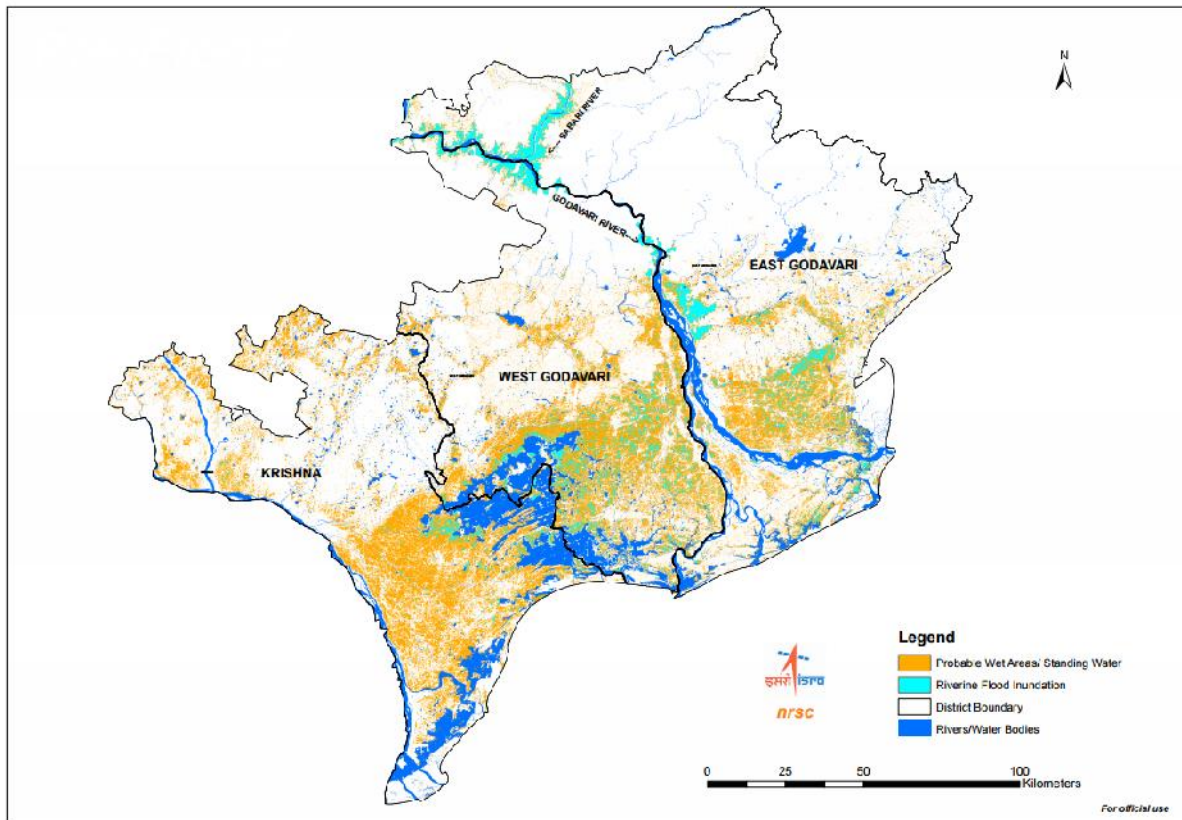 N
<--- SABARI RIVER
GODAVARI RIVER--->
EAST GODAVARI
WEST GODAVARI
KRISHNA
Legend
Probable Wet Areas/ Standing Water
Riverine Flood Inundation
District Boundary
Rivers/Water Bodies
इसरो isro
nrsc
0 25 50 100
Kilometers
For official use